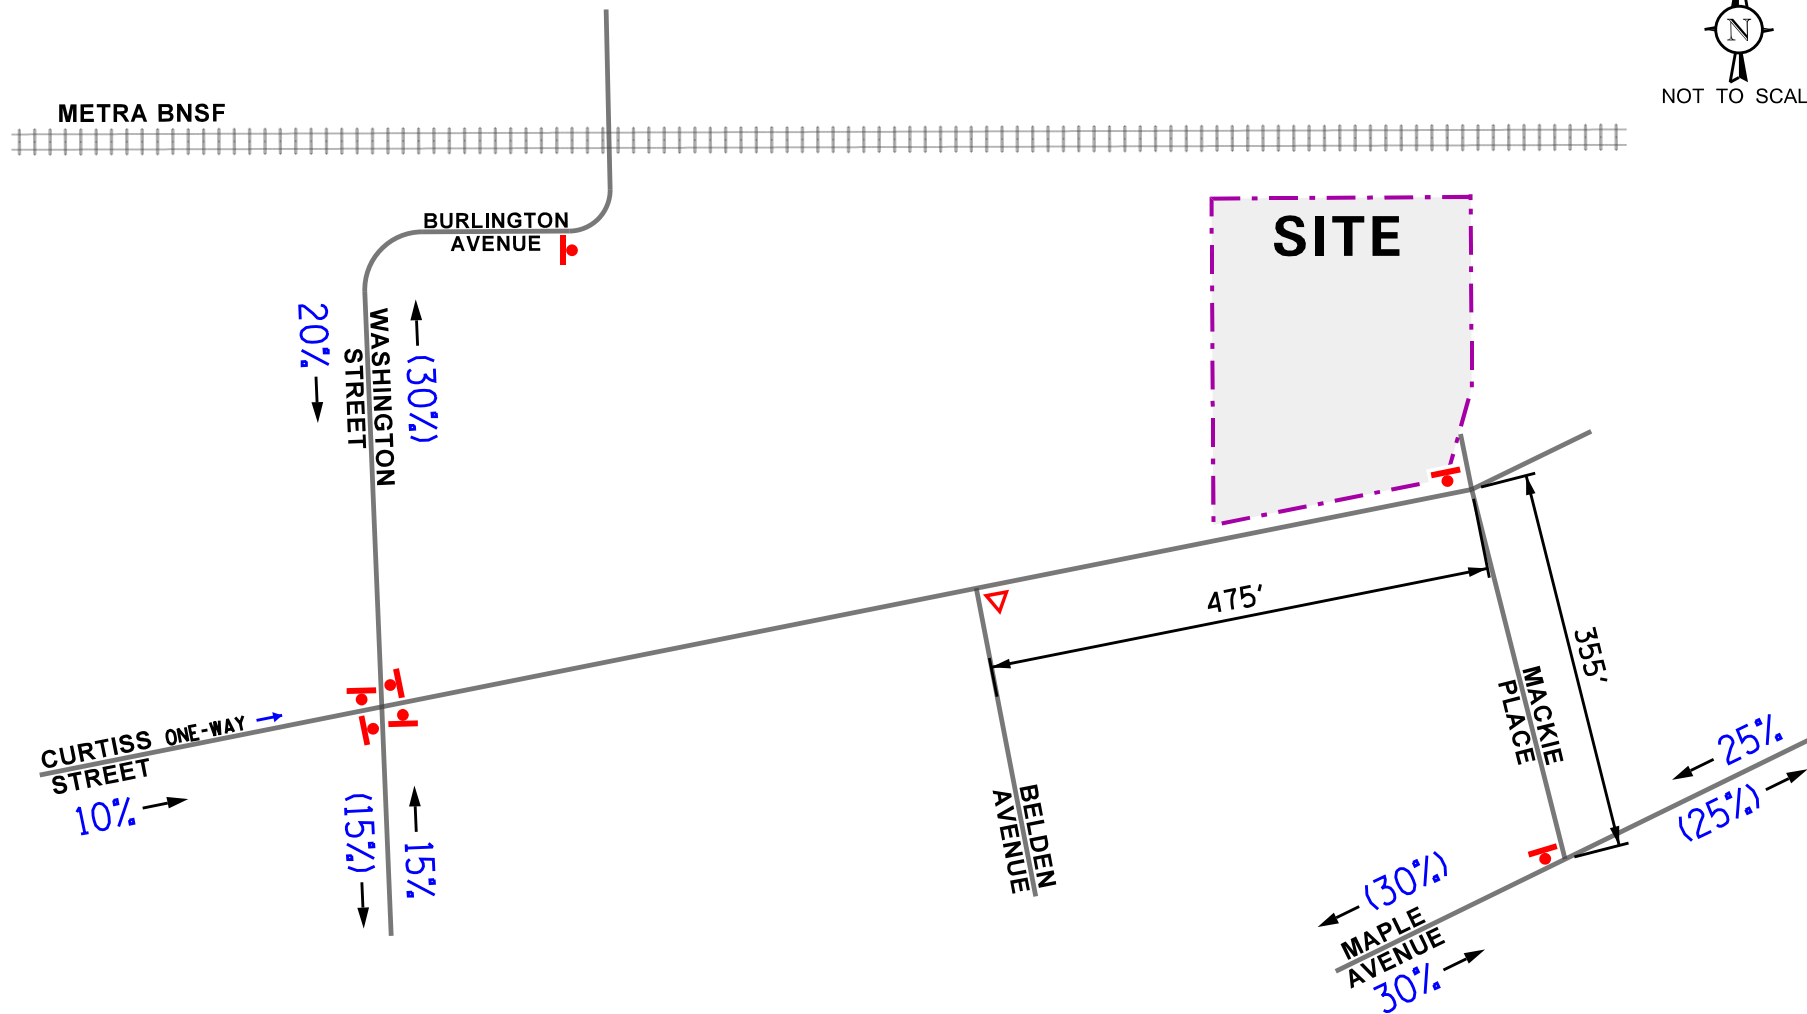 N
NOT TO SCAL
METRA BNSF
BURLINGTON
AVENUE
SITE
20%
WASHINGTON
STREET
(30%)
475'
355'
MACKIE
PLACE
CURTISS ONE-WAY
STREET
10%
(15%)
15%
BELDEN
AVENUE
25%
(25%)
(30%)
MAPLE
AVENUE
30%